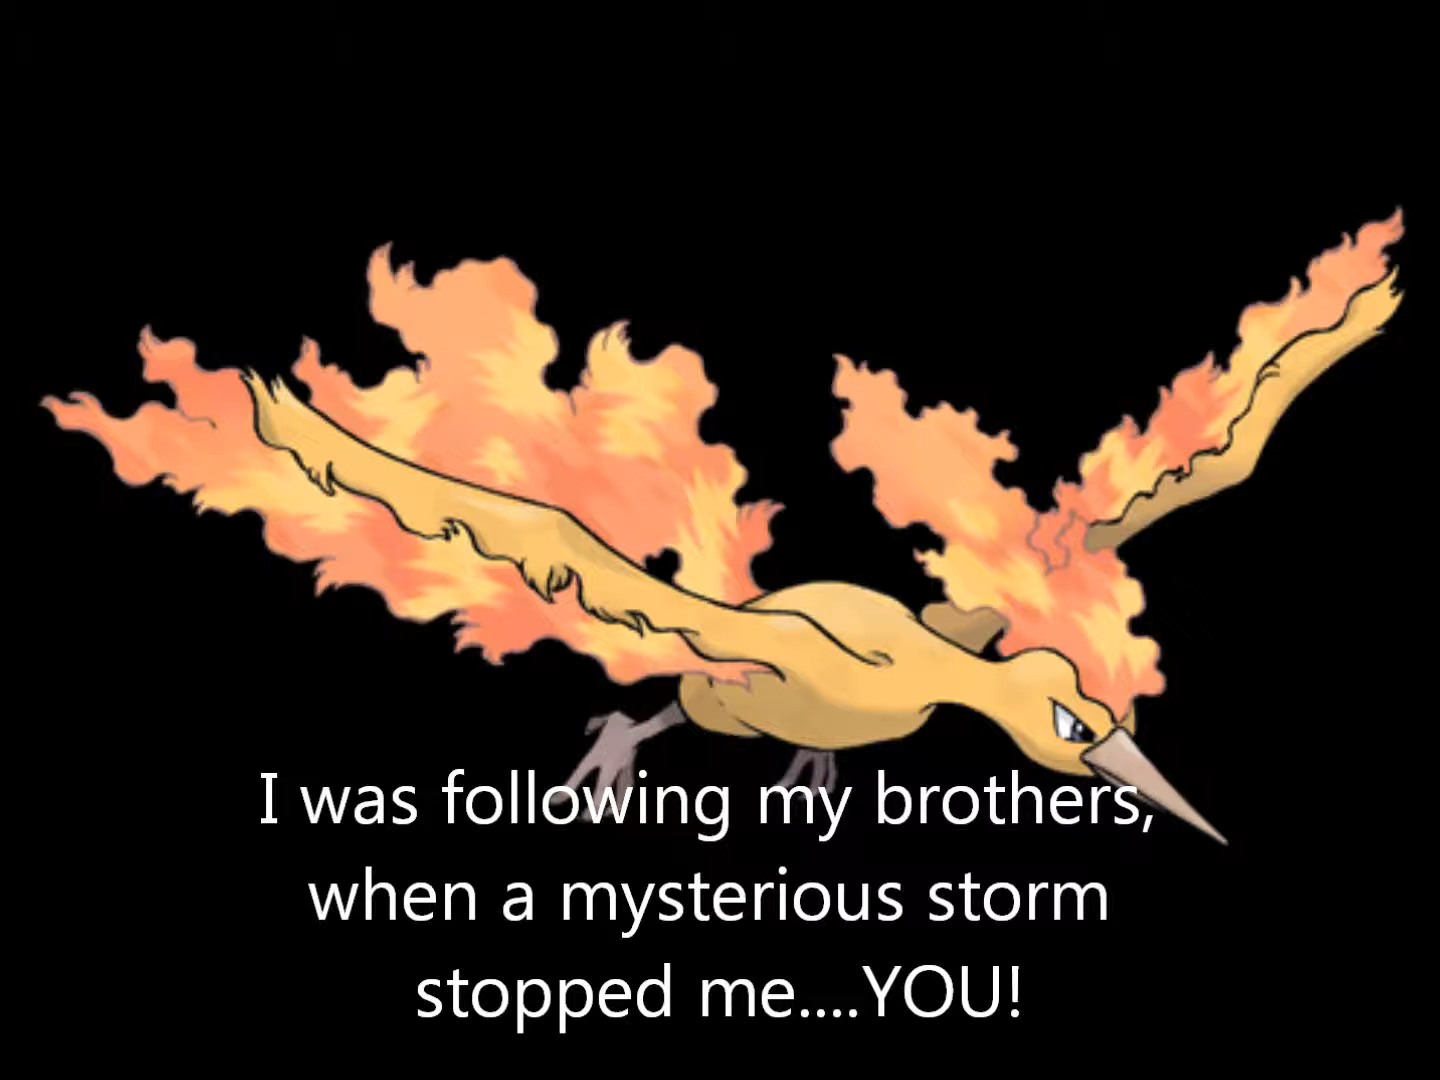 I was following my brothers,
when a mysterious storm
stopped me....YOU!